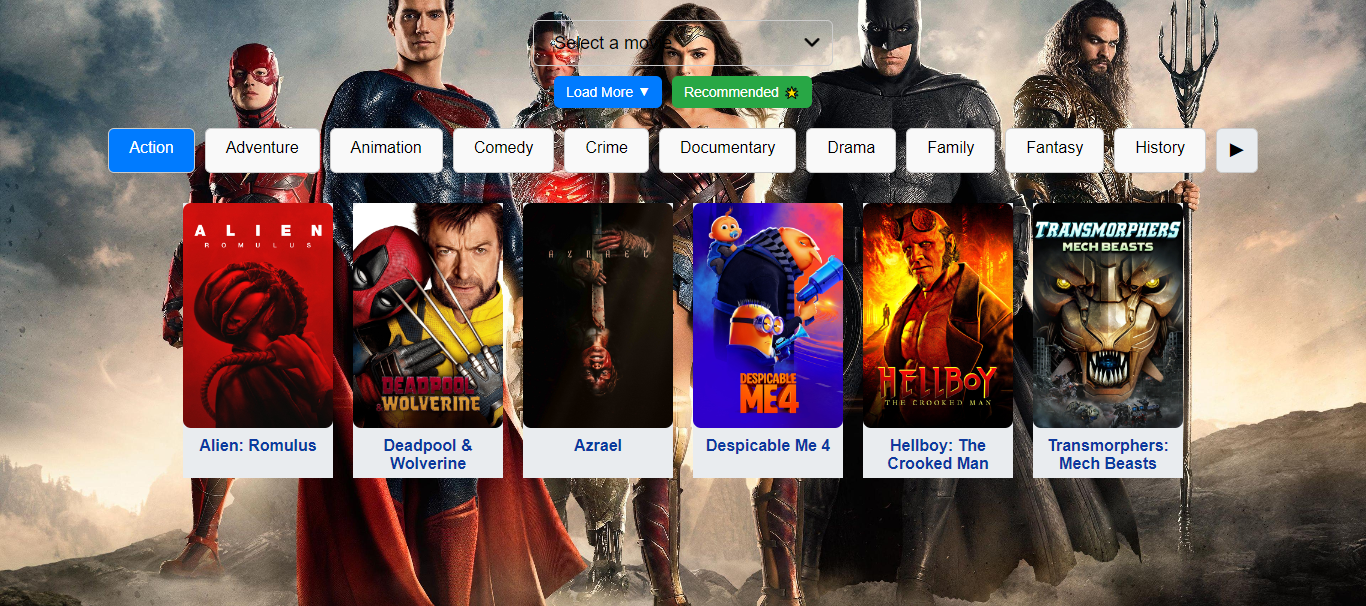 Select a movie
Load More ▼
Recommended 🌟
Action
Adventure
Animation
Comedy
Crime
Documentary
Drama
Family
Fantasy
History
▶
ALIEN
ROMULUS
DEADPOOL
& WOLVERINE
AZRAEL
DESPICABLE
ME4
HELLBOY
THE CROOKED MAN
TRANSMORPHERS
MECH BEASTS
Alien: Romulus
Deadpool &
Wolverine
Azrael
Despicable Me 4
Hellboy: The
Crooked Man
Transmorphers:
Mech Beasts